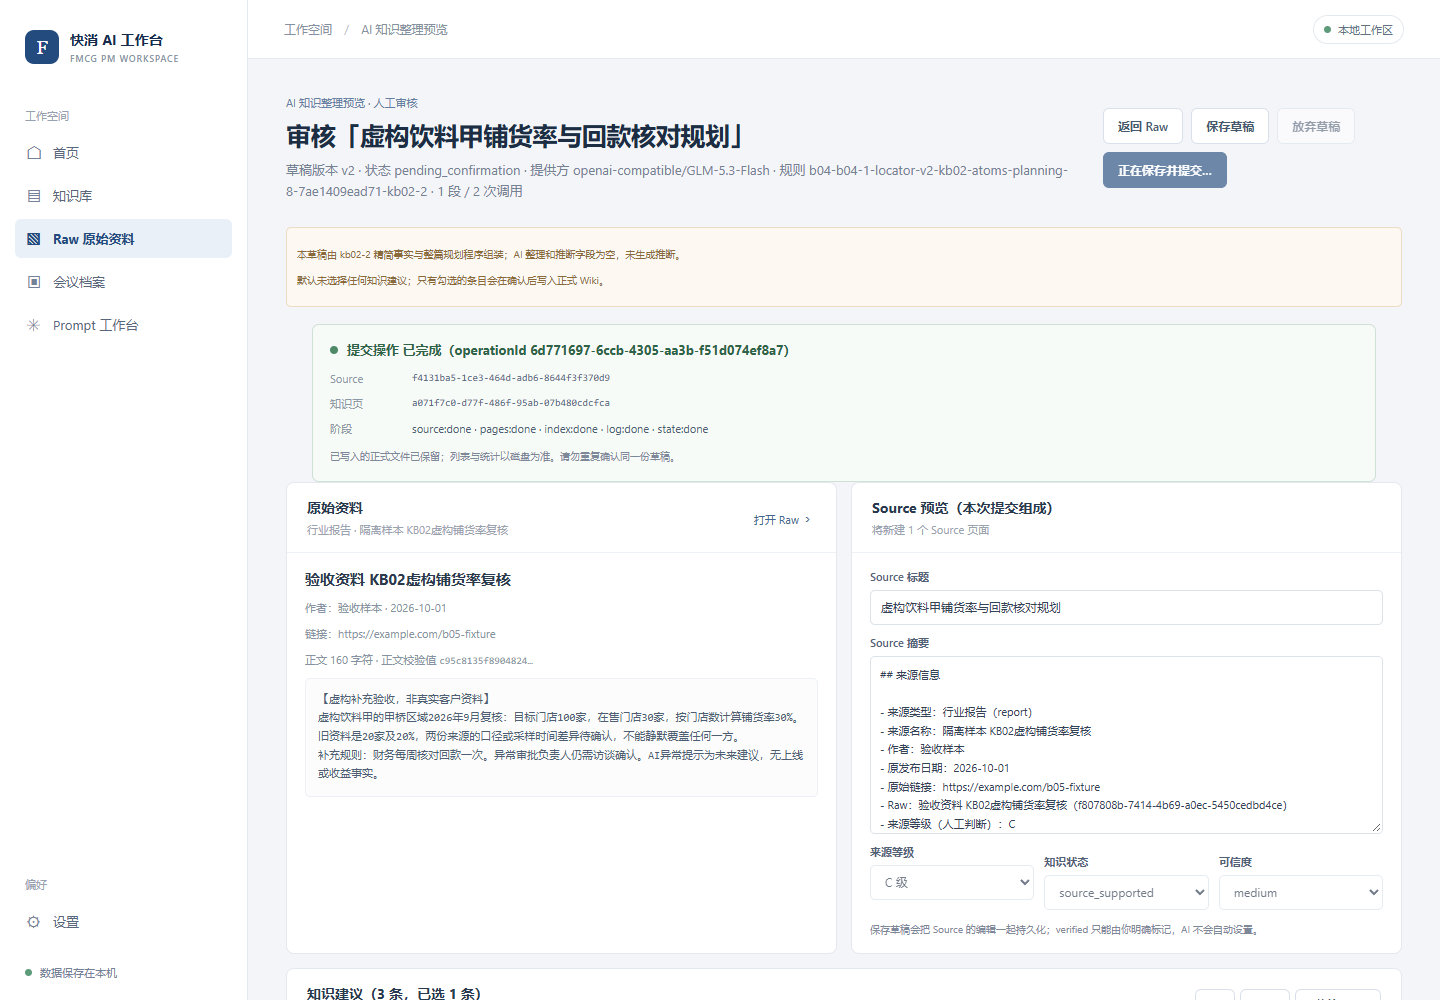 F
快消 AI 工作台
FMCG PM WORKSPACE
工作空间
首页
知识库
Raw 原始资料
会议档案
Prompt 工作台
偏好
设置
数据保存在本机
工作空间 / AI 知识整理预览
本地工作区
AI 知识整理预览 · 人工审核
审核「虚构饮料甲铺货率与回款核对规划」
草稿版本 v2 · 状态 pending_confirmation · 提供方 openai-compatible/GLM-5.3-Flash · 规则 b04-b04-1-locator-v2-kb02-atoms-planning-
8-7ae1409ead71-kb02-2 · 1 段 / 2 次调用
返回 Raw
保存草稿
放弃草稿
正在保存并提交...
本草稿由 kb02-2 精简事实与整篇规划程序组装；AI 整理和推断字段为空，未生成推断。
默认未选择任何知识建议；只有勾选的条目会在确认后写入正式 Wiki。
提交操作 已完成（operationId 6d771697-6ccb-4305-aa3b-f51d074ef8a7）
Source f4131ba5-1ce3-464d-adb6-8644f3f370d9
知识页 a071f7c0-d77f-486f-95ab-07b480cdcfca
阶段 source:done · pages:done · index:done · log:done · state:done
已写入的正式文件已保留；列表与统计以磁盘为准。请勿重复确认同一份草稿。
原始资料
行业报告 · 隔离样本 KB02虚构铺货率复核
打开 Raw ›
验收资料 KB02虚构铺货率复核
作者：验收样本 · 2026-10-01
链接：https://example.com/b05-fixture
正文 160 字符 · 正文校验值 c95c8135f8904824…
【虚构补充验收，非真实客户资料】
虚构饮料甲的甲桥区域2026年9月复核：目标门店100家，在售门店30家，按门店数计算铺货率30%。
旧资料是20家及20%，两份来源的口径或采样时间差异待确认，不能静默覆盖任何一方。
补充规则：财务每周核对回款一次。异常审批负责人仍需访谈确认。AI异常提示为未来建议，无上线
或收益事实。
Source 预览（本次提交组成）
将新建 1 个 Source 页面
Source 标题
虚构饮料甲铺货率与回款核对规划
Source 摘要
## 来源信息
- 来源类型：行业报告（report）
- 来源名称：隔离样本 KB02虚构铺货率复核
- 作者：验收样本
- 原发布日期：2026-10-01
- 原始链接：https://example.com/b05-fixture
- Raw：验收资料 KB02虚构铺货率复核（f807808b-7414-4b69-a0ec-5450cedbd4ce）
- 来源等级（人工判断）：C
来源等级
C 级
知识状态
source_supported
可信度
medium
保存草稿会把 Source 的编辑一起持久化；verified 只能由你明确标记，AI 不会自动设置。
知识建议（3 条，已选 1 条）